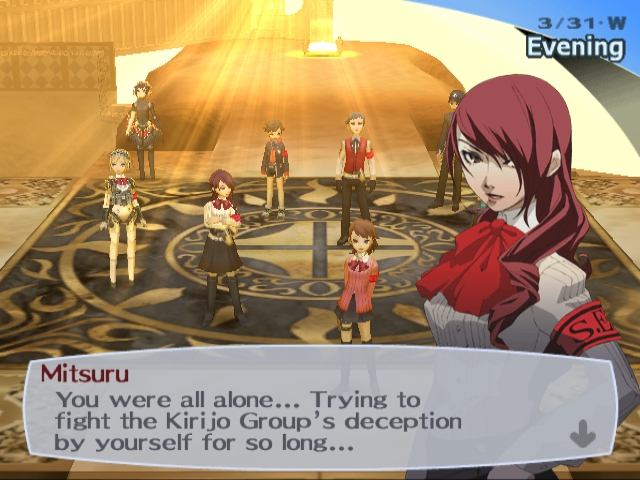 3/31·W
Evening
S.E
Mitsuru
You were all alone... Trying to
fight the Kirijo Group's deception
by yourself for so long...